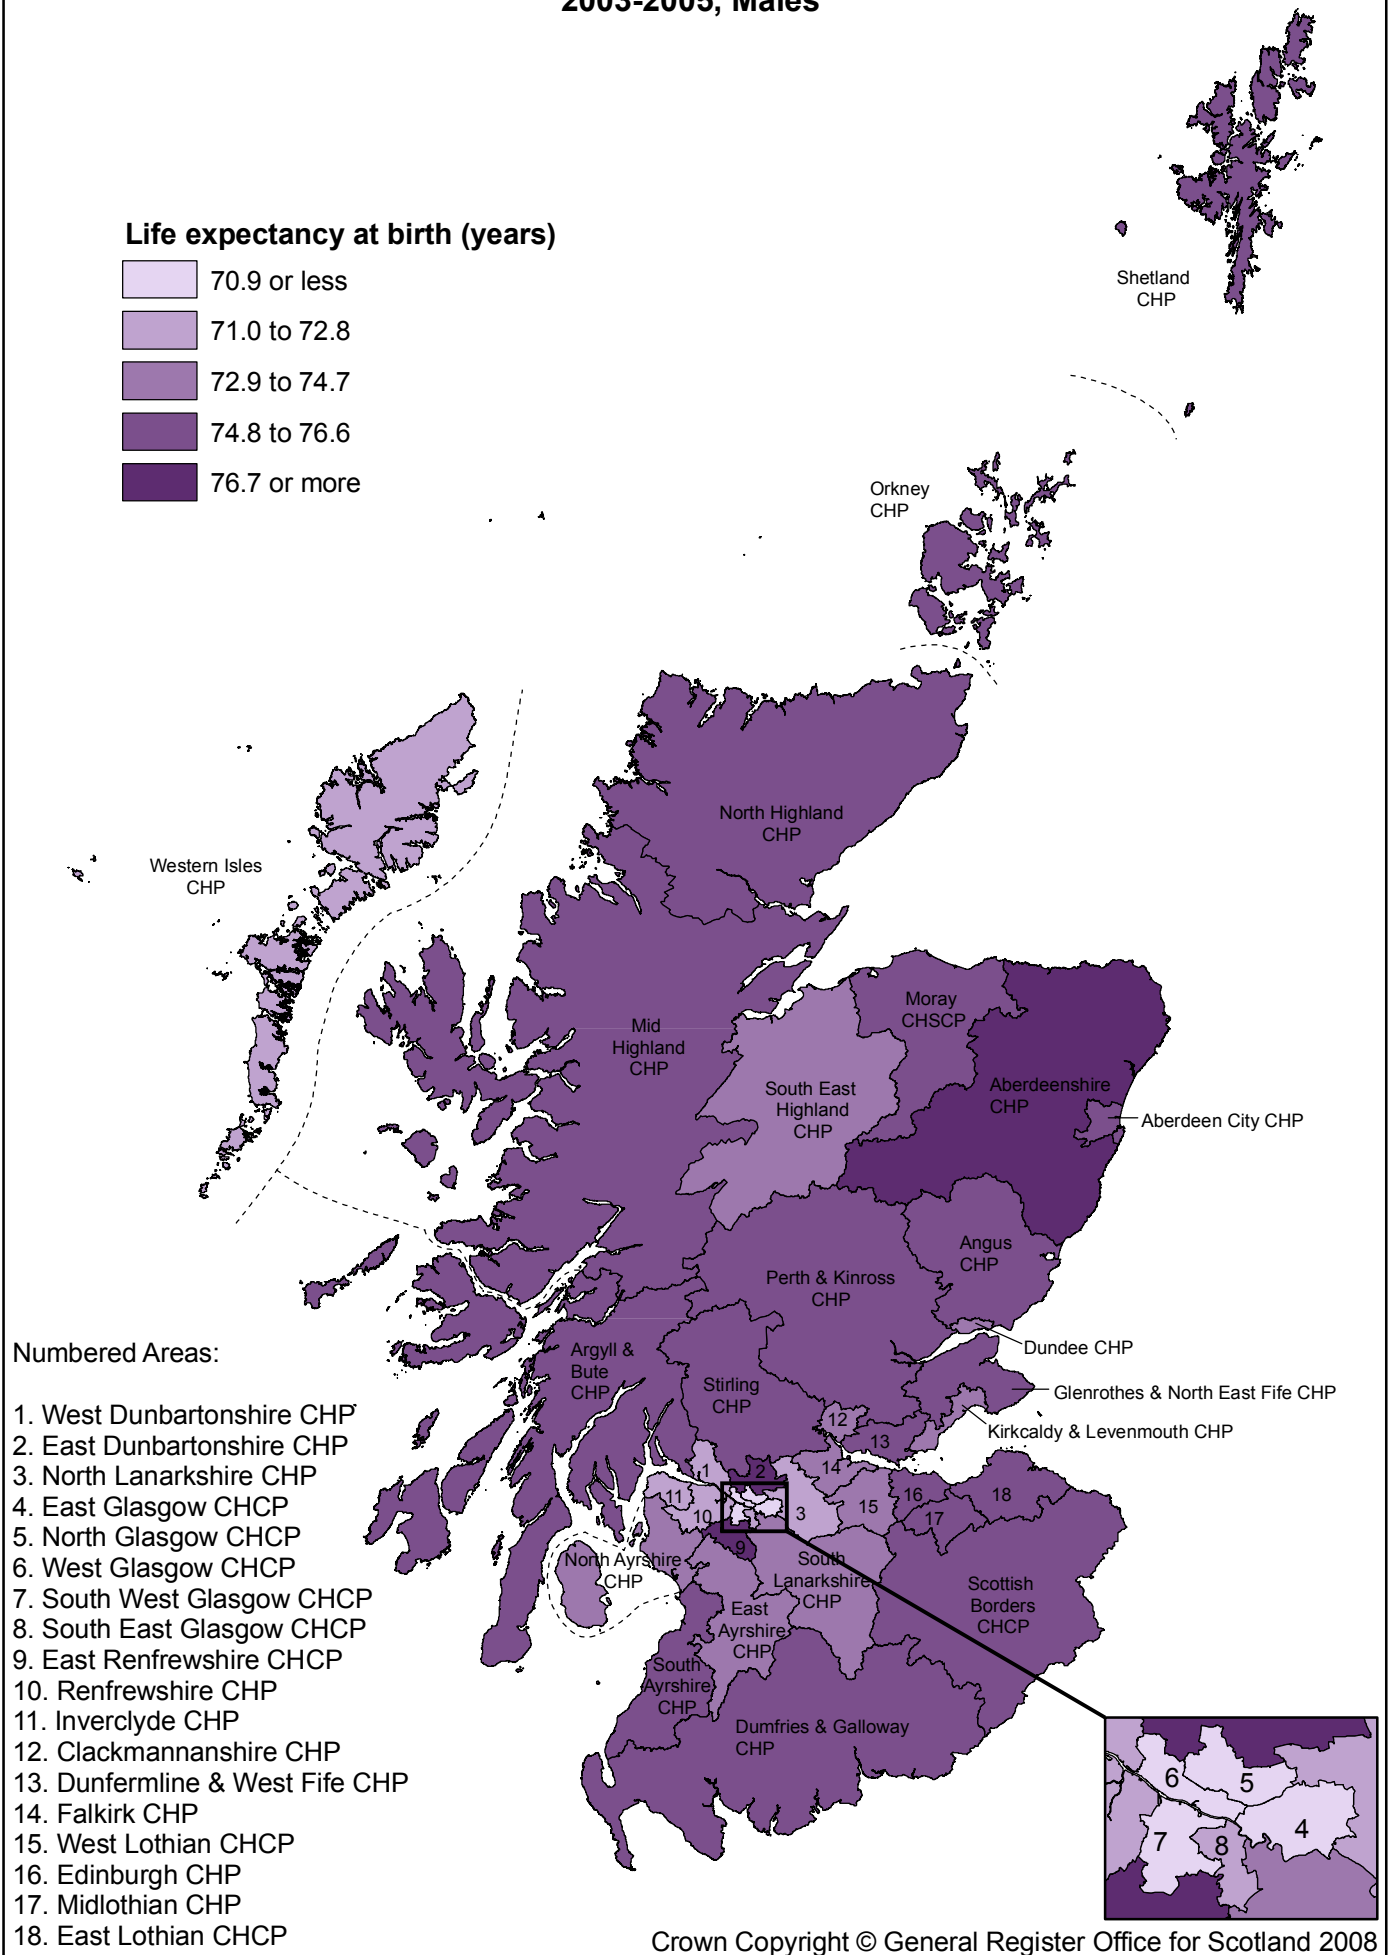 2003-2005, Males
Life expectancy at birth (years)
70.9 or less
71.0 to 72.8
72.9 to 74.7
74.8 to 76.6
76.7 or more
Shetland
CHP
Orkney
CHP
North Highland
CHP
Western Isles
CHP
Moray
CHSCP
Mid
Highland
CHP
South East
Highland
CHP
Aberdeenshire
CHP
Aberdeen City CHP
Angus
CHP
Perth & Kinross
CHP
Dundee CHP
Argyll &
Bute
CHP
Stirling
CHP
Glenrothes & North East Fife CHP
Kirkcaldy & Levenmouth CHP
12
13
1
2
14
11
10
3
15
16
17
18
9
North Ayrshire
CHP
South
Lanarkshire
CHP
East
Ayrshire
CHP
Scottish
Borders
CHCP
South
Ayrshire
CHP
Dumfries & Galloway
CHP
6
5
4
7
8
Numbered Areas:
1. West Dunbartonshire CHP
2. East Dunbartonshire CHP
3. North Lanarkshire CHP
4. East Glasgow CHCP
5. North Glasgow CHCP
6. West Glasgow CHCP
7. South West Glasgow CHCP
8. South East Glasgow CHCP
9. East Renfrewshire CHCP
10. Renfrewshire CHP
11. Inverclyde CHP
12. Clackmannanshire CHP
13. Dunfermline & West Fife CHP
14. Falkirk CHP
15. West Lothian CHCP
16. Edinburgh CHP
17. Midlothian CHP
18. East Lothian CHCP
Crown Copyright © General Register Office for Scotland 2008